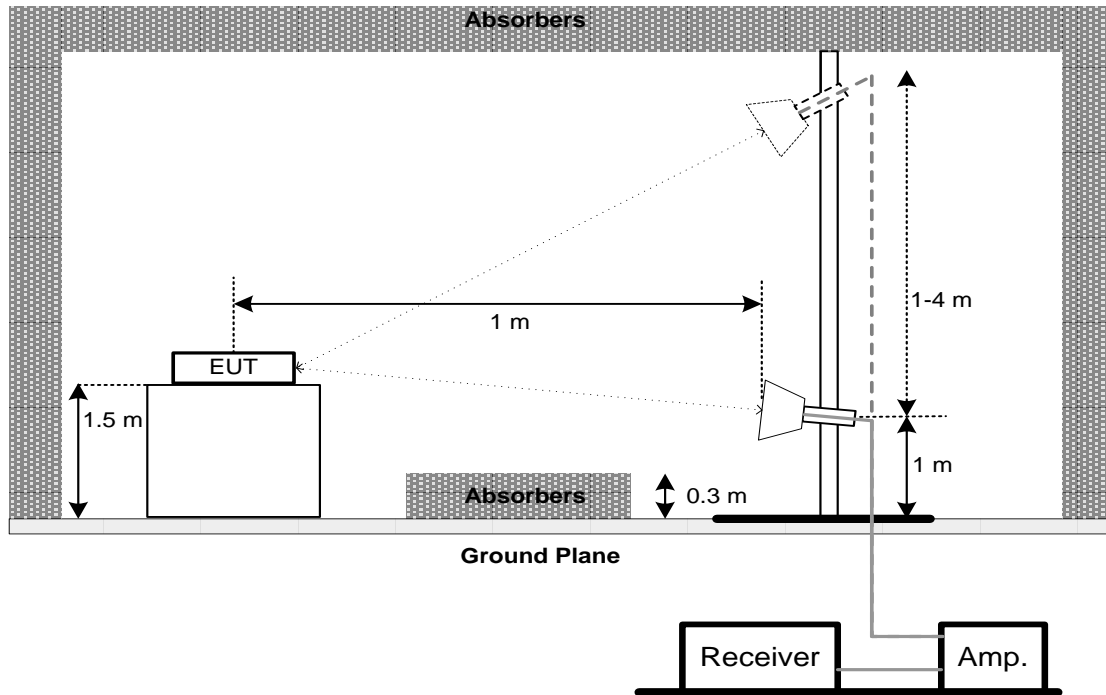 Absorbers
1-4 m
1 m
EUT
1.5 m
1 m
Absorbers
0.3 m
Ground Plane
Receiver
Amp.